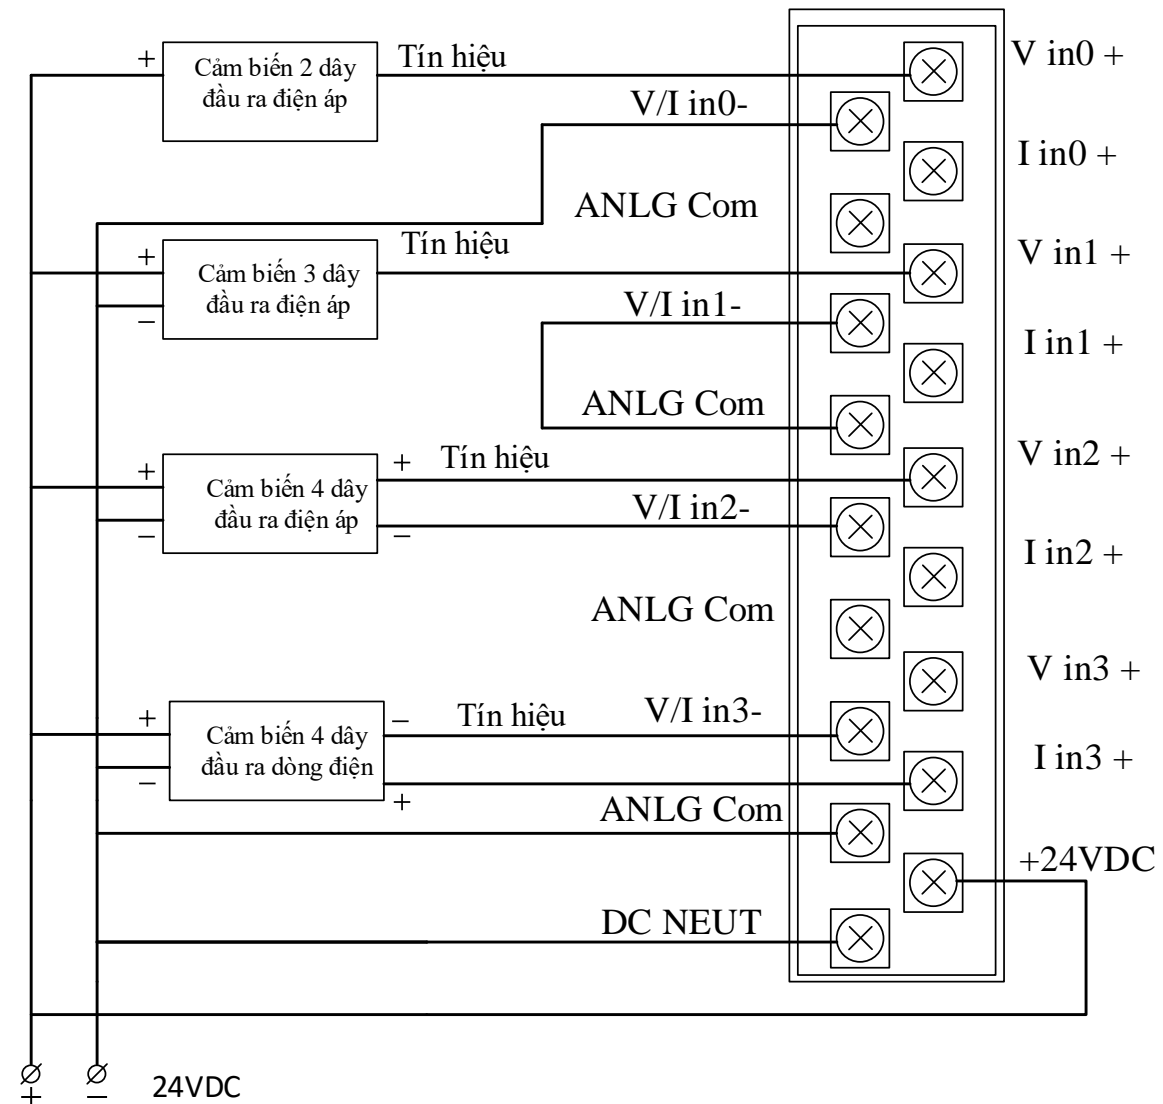 +
Cảm biến 2 dây
đầu ra điện áp
Tín hiệu
V in0 +
V/I in0-
I in0 +
ANLG Com
+
Cảm biến 3 dây
đầu ra điện áp
−
Tín hiệu
V in1 +
V/I in1-
I in1 +
ANLG Com
+
Cảm biến 4 dây
đầu ra điện áp
−
+
Tín hiệu
V in2 +
V/I in2-
−
I in2 +
ANLG Com
V in3 +
+
Cảm biến 4 dây
đầu ra dòng điện
−
−
Tín hiệu
V/I in3-
I in3 +
+
ANLG Com
+24VDC
DC NEUT
+
−
24VDC